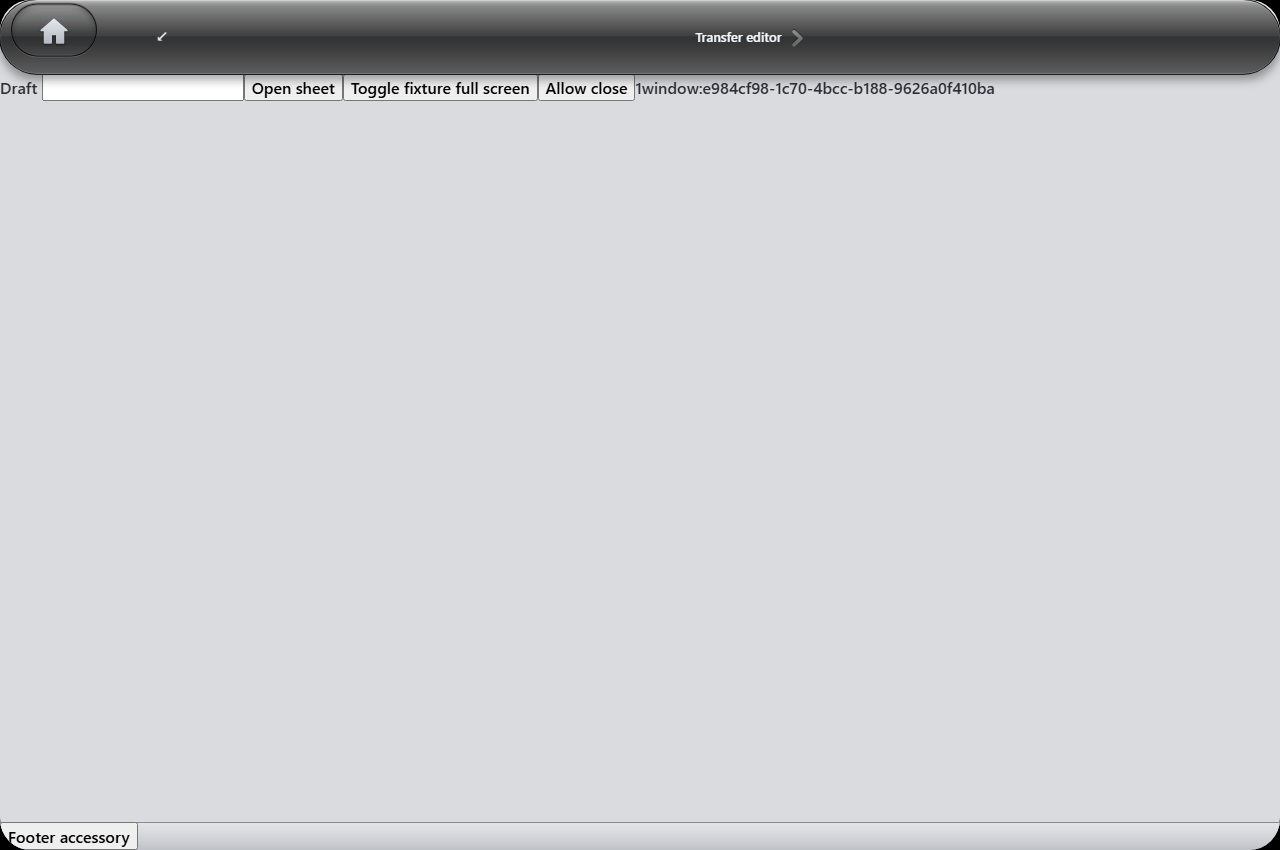 Transfer editor
Draft Open sheet Toggle fixture full screen Allow close 1window:e984cf98-1c70-4bcc-b188-9626a0f410ba
Footer accessory